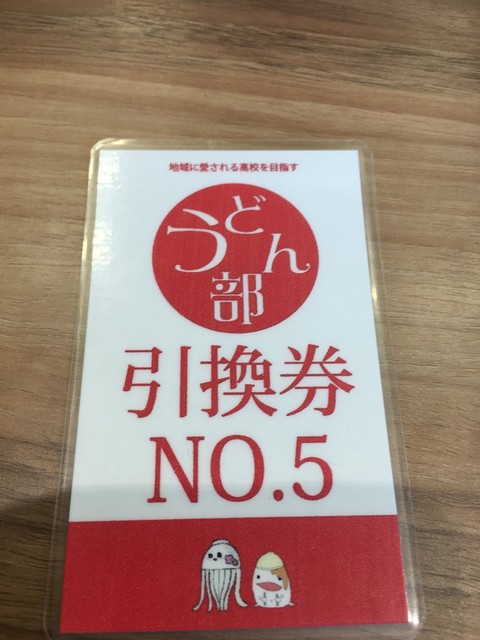 地域に愛される高校を目指す
うどん
部
引換券
NO.5